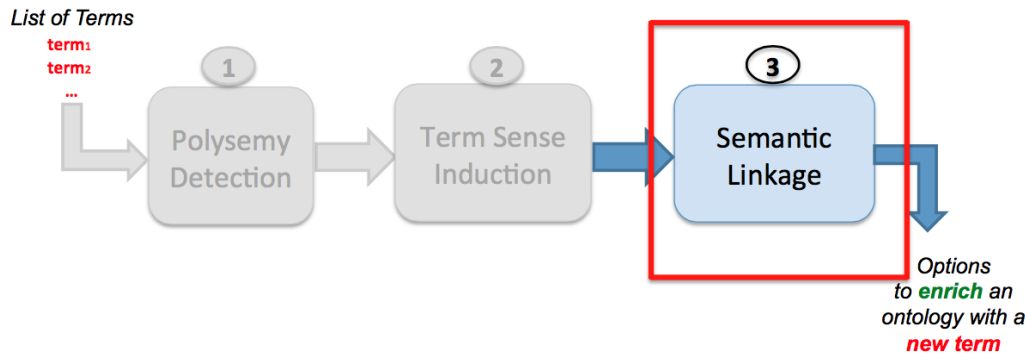 List of Terms
term1
term2
...
1
Polysemy
Detection
2
Term Sense
Induction
3
Semantic
Linkage
Options
to enrich an
ontology with a
new term